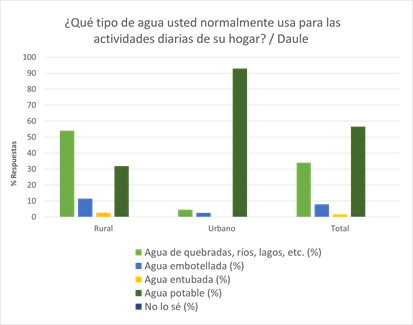 ¿Qué tipo de agua usted normalmente usa para las
actividades diarias de su hogar? / Daule
100
90
80
70
60
50
40
30
20
10
0
% Respuestas
Rural
Urbano
Total
Agua de quebradas, ríos, lagos, etc. (%)
Agua embotellada (%)
Agua entubada (%)
Agua potable (%)
No lo sé (%)